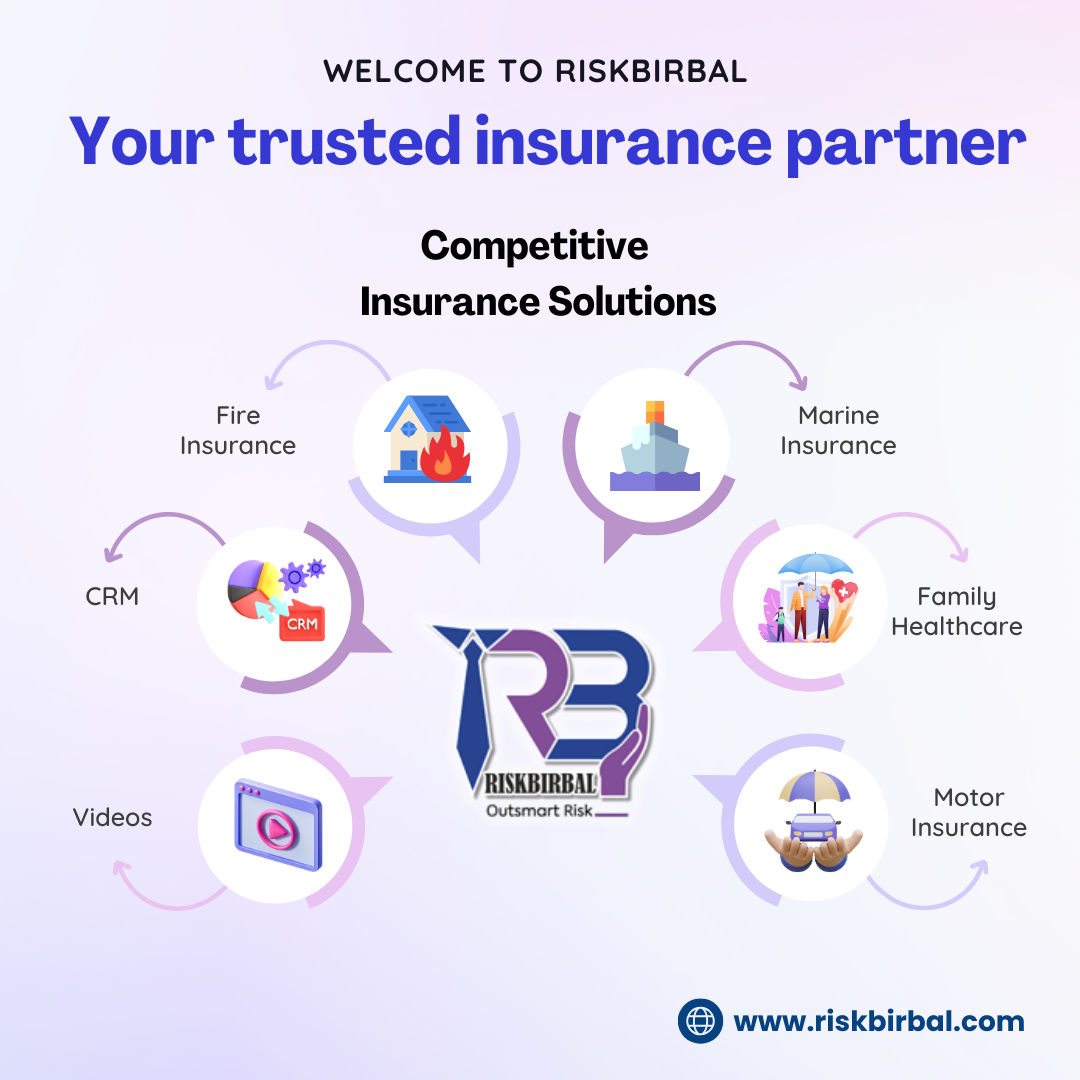 WELCOME TO RISKBIRBAL
Your trusted insurance partner
Competitive
Insurance Solutions
Fire
Insurance
Marine
Insurance
CRM
CRM
Family
Healthcare
RB
RISKBIRBAL
Outsmart Risk
Videos
Motor
Insurance
www.riskbirbal.com